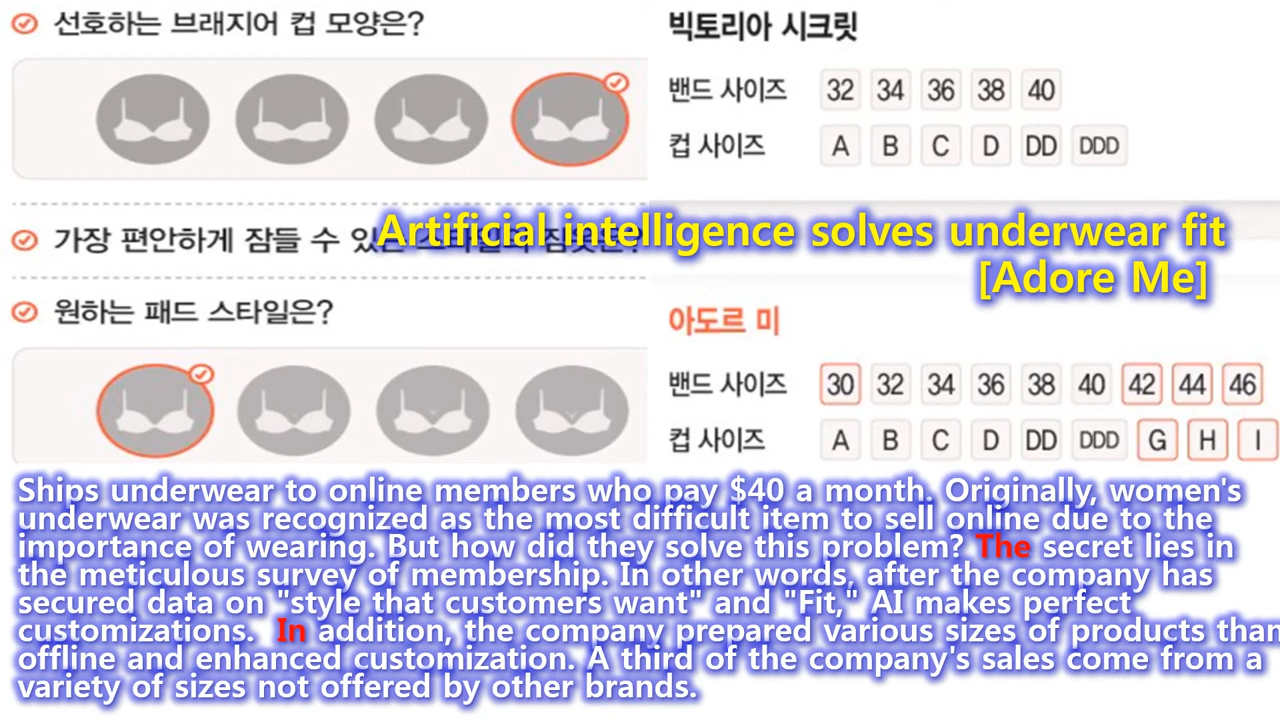 선호하는 브래지어 컵 모양은?
가장 편안하게 잠들 수 있는
원하는 패드 스타일은?
빅토리아 시크릿
밴드 사이즈 32 34 36 38 40
컵 사이즈 A B C D DD DDD
Artificial intelligence solves underwear fit
[Adore Me]
아도르 미
밴드 사이즈 30 32 34 36 38 40 42 44 46
컵 사이즈 A B C D DD DDD G H I
Ships underwear to online members who pay $40 a month. Originally, women's
underwear was recognized as the most difficult item to sell online due to the
importance of wearing. But how did they solve this problem? The secret lies in
the meticulous survey of membership. In other words, after the company has
secured data on "style that customers want" and "Fit," AI makes perfect
customizations. In addition, the company prepared various sizes of products than
offline and enhanced customization. A third of the company's sales come from a
variety of sizes not offered by other brands.